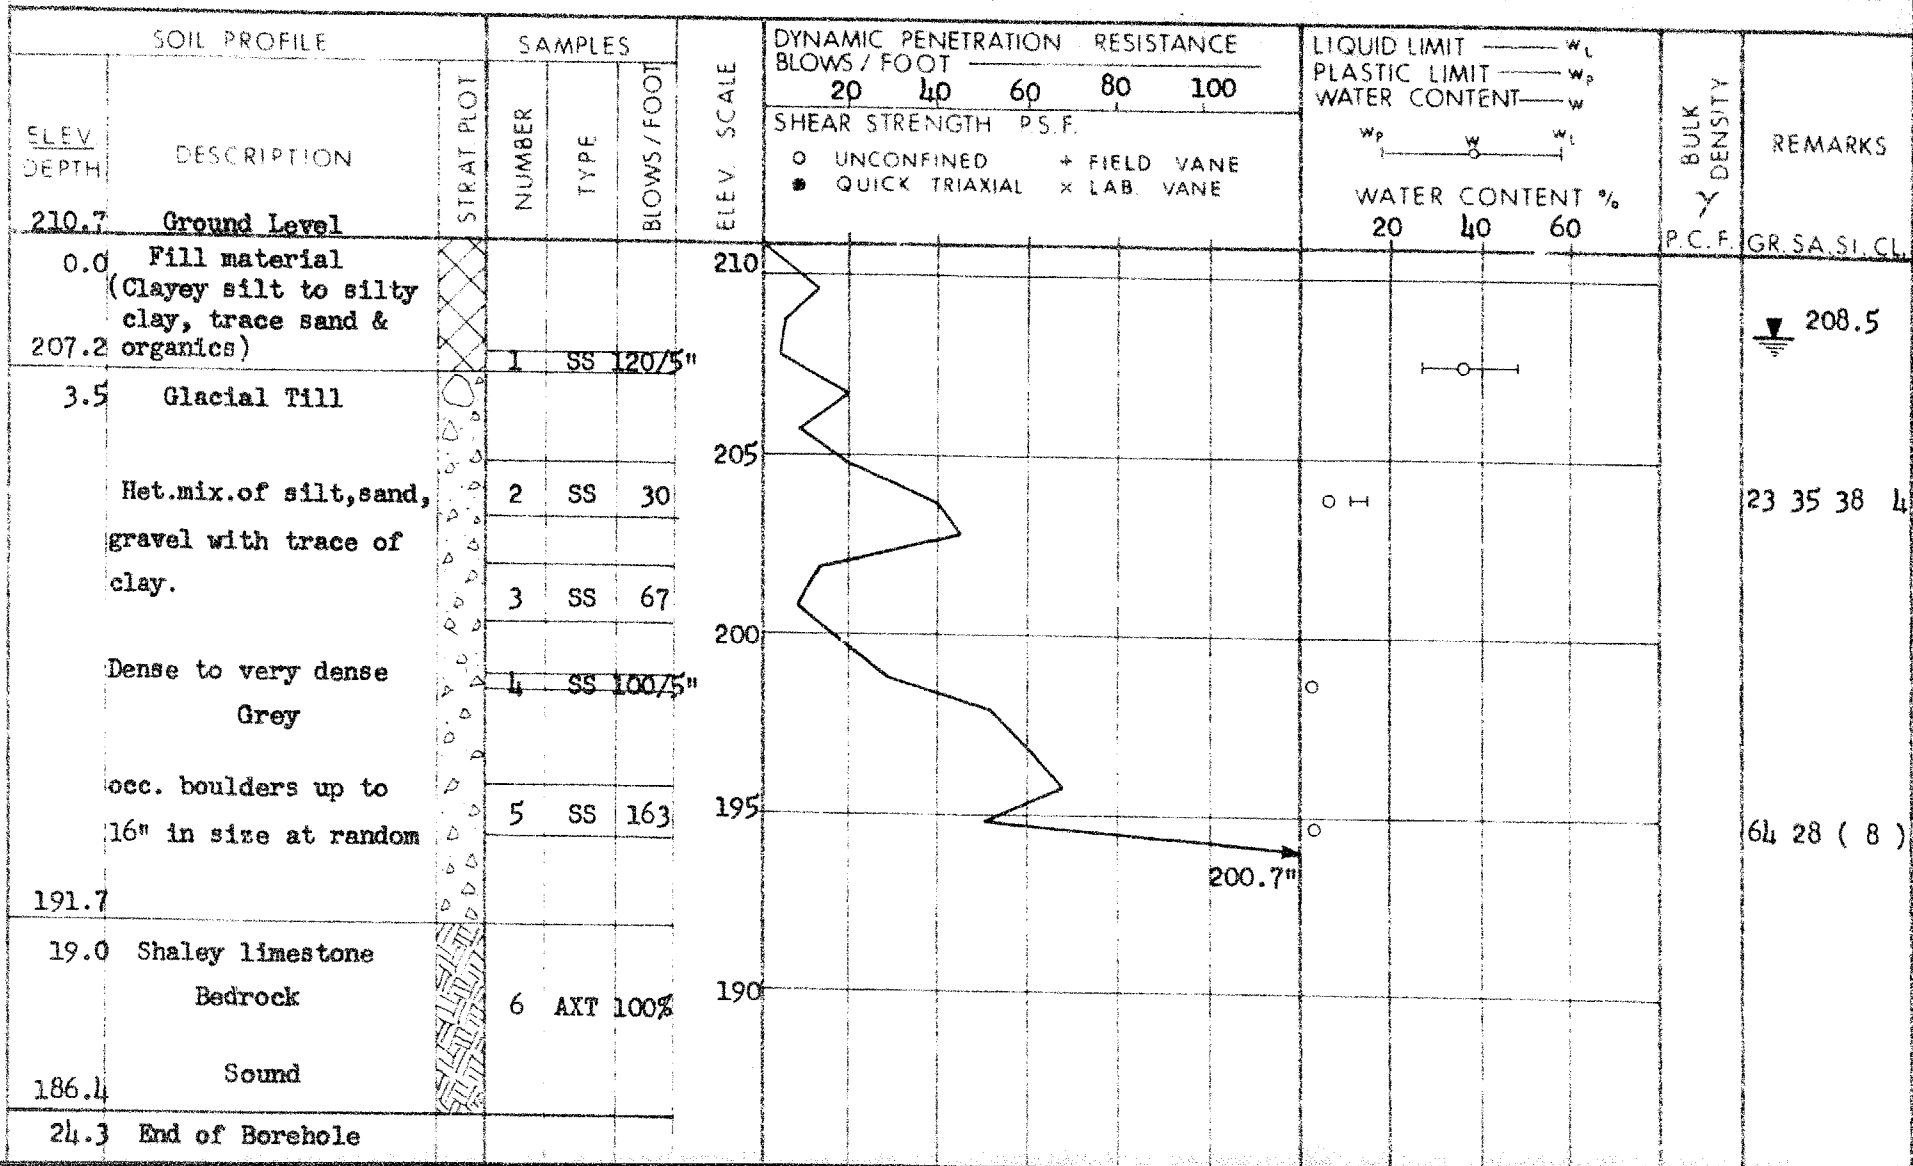 SOIL PROFILE
SAMPLES
ELEV. SCALE
DYNAMIC PENETRATION RESISTANCE
BLOWS / FOOT
20 40 60 80 100
SHEAR STRENGTH P.S.F.
○ UNCONFINED + FIELD VANE
● QUICK TRIAXIAL × LAB. VANE
LIQUID LIMIT —— wL
PLASTIC LIMIT —— wP
WATER CONTENT —— w
wP w wL
WATER CONTENT %
20 40 60
BULK DENSITY
γ
P.C.F.
REMARKS
GR. SA. SI. CL.
ELEV
DEPTH
DESCRIPTION
STRAT PLOT
NUMBER
TYPE
BLOWS / FOOT
210.7 Ground Level
0.0 Fill material
(Clayey silt to silty
clay, trace sand &
207.2 organics)
1 SS 120/5"
3.5 Glacial Till
Het.mix.of silt,sand,
2 SS 30
gravel with trace of
clay.
3 SS 67
Dense to very dense
4 SS 100/5"
Grey
occ. boulders up to
5 SS 163
16" in size at random
191.7
19.0 Shaley limestone
Bedrock
6 AXT 100%
Sound
186.4
24.3 End of Borehole
210
205
200
195
190
200.7"
208.5
23 35 38 4
64 28 ( 8 )